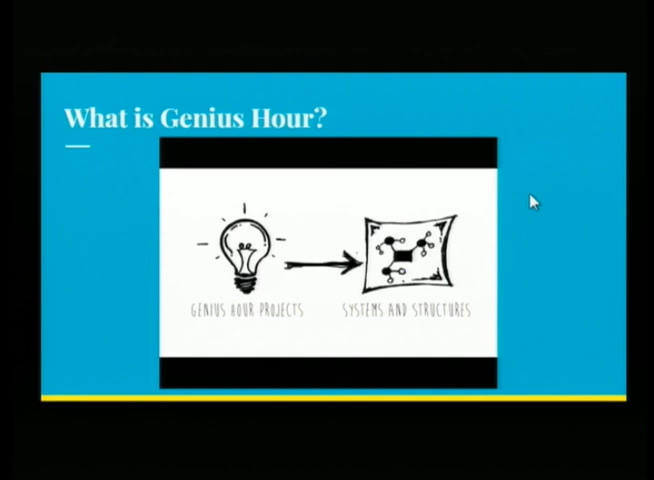 What is Genius Hour?
GENIUS HOUR PROJECTS
SYSTEMS AND STRUCTURES